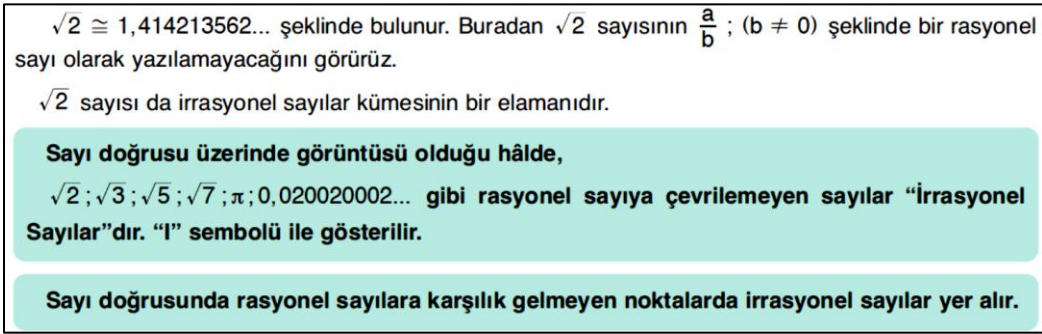 √2 ≅ 1,414213562... şeklinde bulunur. Buradan √2 sayısının a/b ; (b ≠ 0) şeklinde bir rasyonel
sayı olarak yazılamayacağını görürüz.
√2 sayısı da irrasyonel sayılar kümesinin bir elamanıdır.
Sayı doğrusu üzerinde görüntüsü olduğu hâlde,
√2 ; √3 ; √5 ; √7 ; π ; 0,020020002... gibi rasyonel sayıya çevrilemeyen sayılar “İrrasyonel
Sayılar”dır. “I” sembolü ile gösterilir.
Sayı doğrusunda rasyonel sayılara karşılık gelmeyen noktalarda irrasyonel sayılar yer alır.